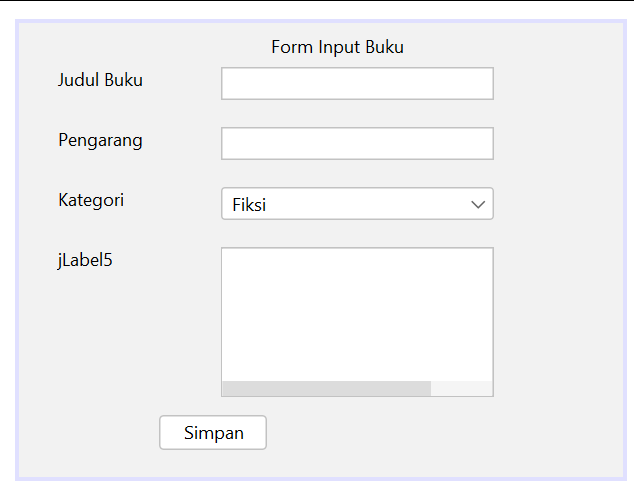 Form Input Buku
Judul Buku
Pengarang
Kategori
Fiksi
jLabel5
Simpan